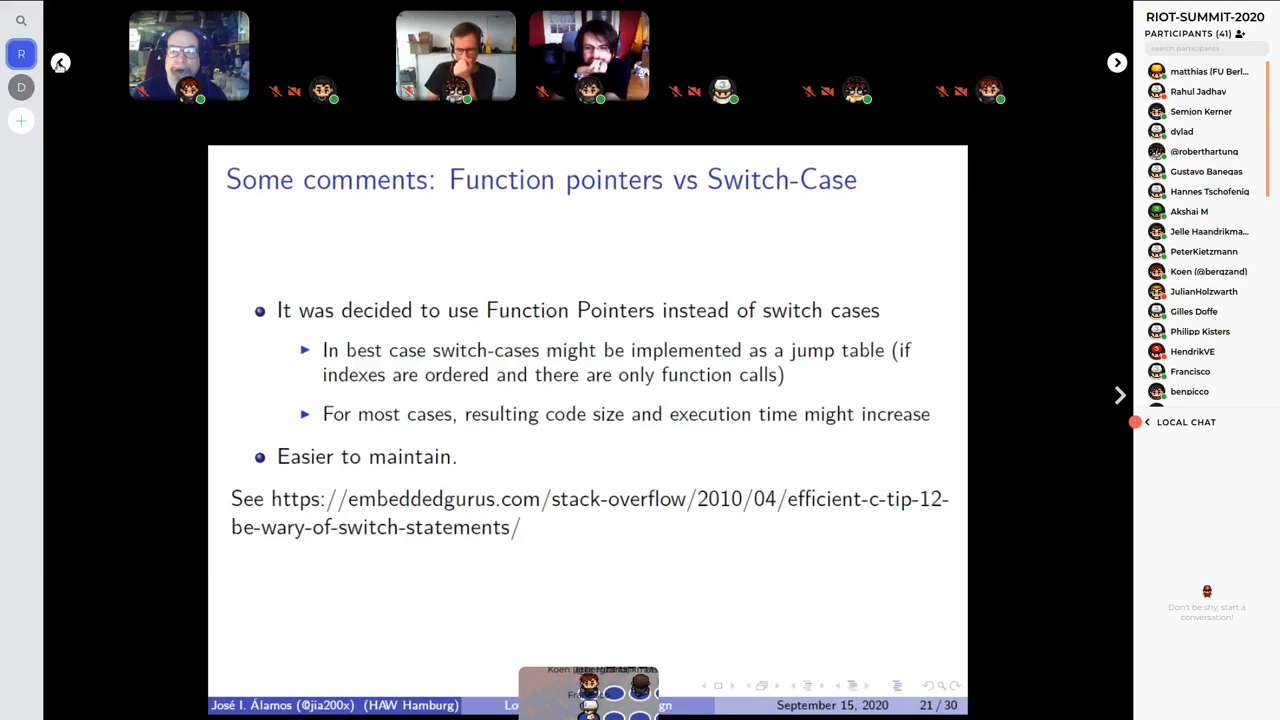 R
D
Some comments: Function pointers vs Switch-Case
It was decided to use Function Pointers instead of switch cases
In best case switch-cases might be implemented as a jump table (if
indexes are ordered and there are only function calls)
For most cases, resulting code size and execution time might increase
Easier to maintain.
See https://embeddedgurus.com/stack-overflow/2010/04/efficient-c-tip-12-
be-wary-of-switch-statements/
José I. Álamos (@jia200x) (HAW Hamburg)
September 15, 2020
21 / 30
RIOT-SUMMIT-2020
PARTICIPANTS (41)
search participants
matthias (FU Berl...
Rahul Jadhav
Semjon Kerner
dylad
@roberthartung
Gustavo Banegas
Hannes Tschofenig
Akshai M
Jelle Haandrikma...
PeterKietzmann
Koen (@bergzand)
JulianHolzwarth
Gilles Doffe
Philipp Kisters
HendrikVE
Francisco
benpicco
LOCAL CHAT
Don't be shy, start a
conversation!